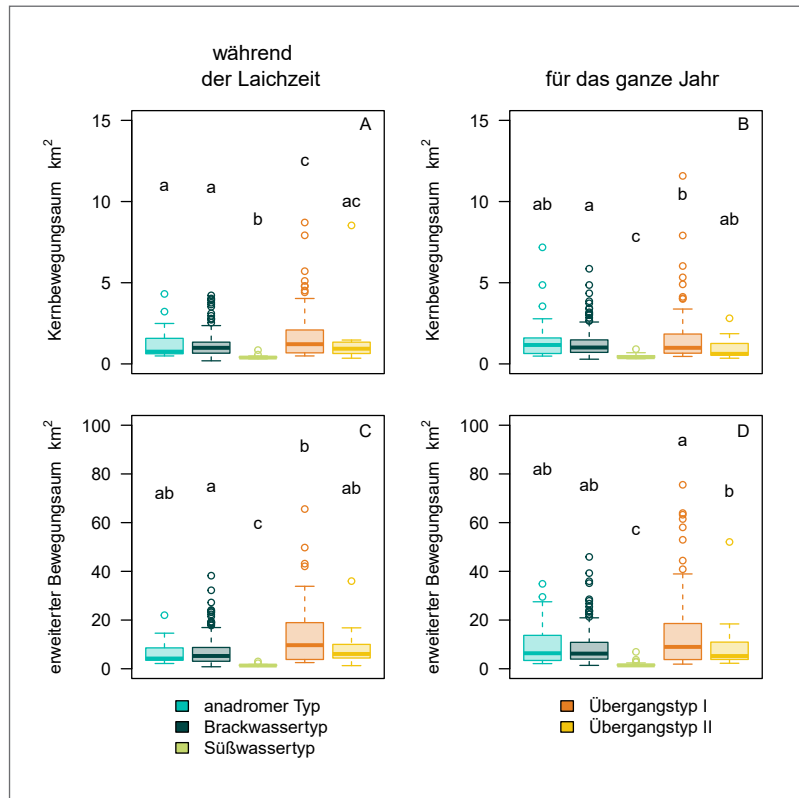 während
der Laichzeit
für das ganze Jahr
Kernbewegungsaum km²
15
10
5
0
A
a
a
b
c
ac
Kernbewegungsaum km²
15
10
5
0
B
ab
a
c
b
ab
erweiterter Bewegungsaum km²
100
80
60
40
20
0
C
ab
a
c
b
ab
erweiterter Bewegungsaum km²
100
80
60
40
20
0
D
ab
ab
c
a
b
anadromer Typ
Brackwassertyp
Süßwassertyp
Übergangstyp I
Übergangstyp II